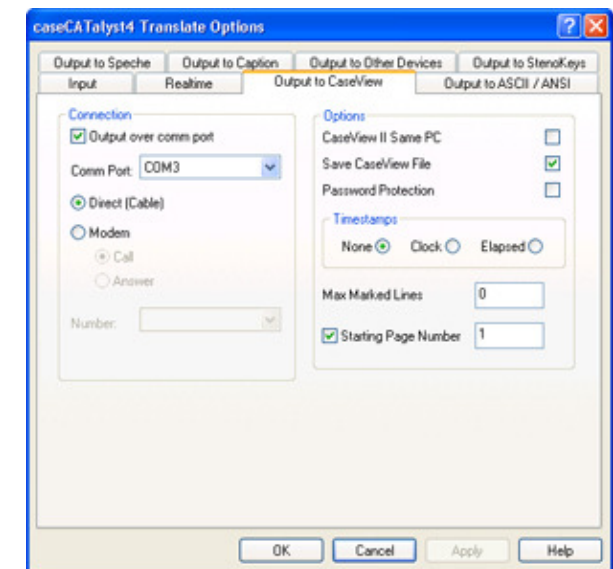 caseCATalyst4 Translate Options
Output to Speche Output to Caption Output to Other Devices Output to StenoKeys
Input Realtime Output to CaseView Output to ASCII / ANSI
Connection
Output over comm port
Comm Port: COM3
Direct (Cable)
Modem
Call
Answer
Number:
Options
CaseView II Same PC
Save CaseView File
Password Protection
Timestamps
None Clock Elapsed
Max Marked Lines 0
Starting Page Number 1
OK Cancel Apply Help